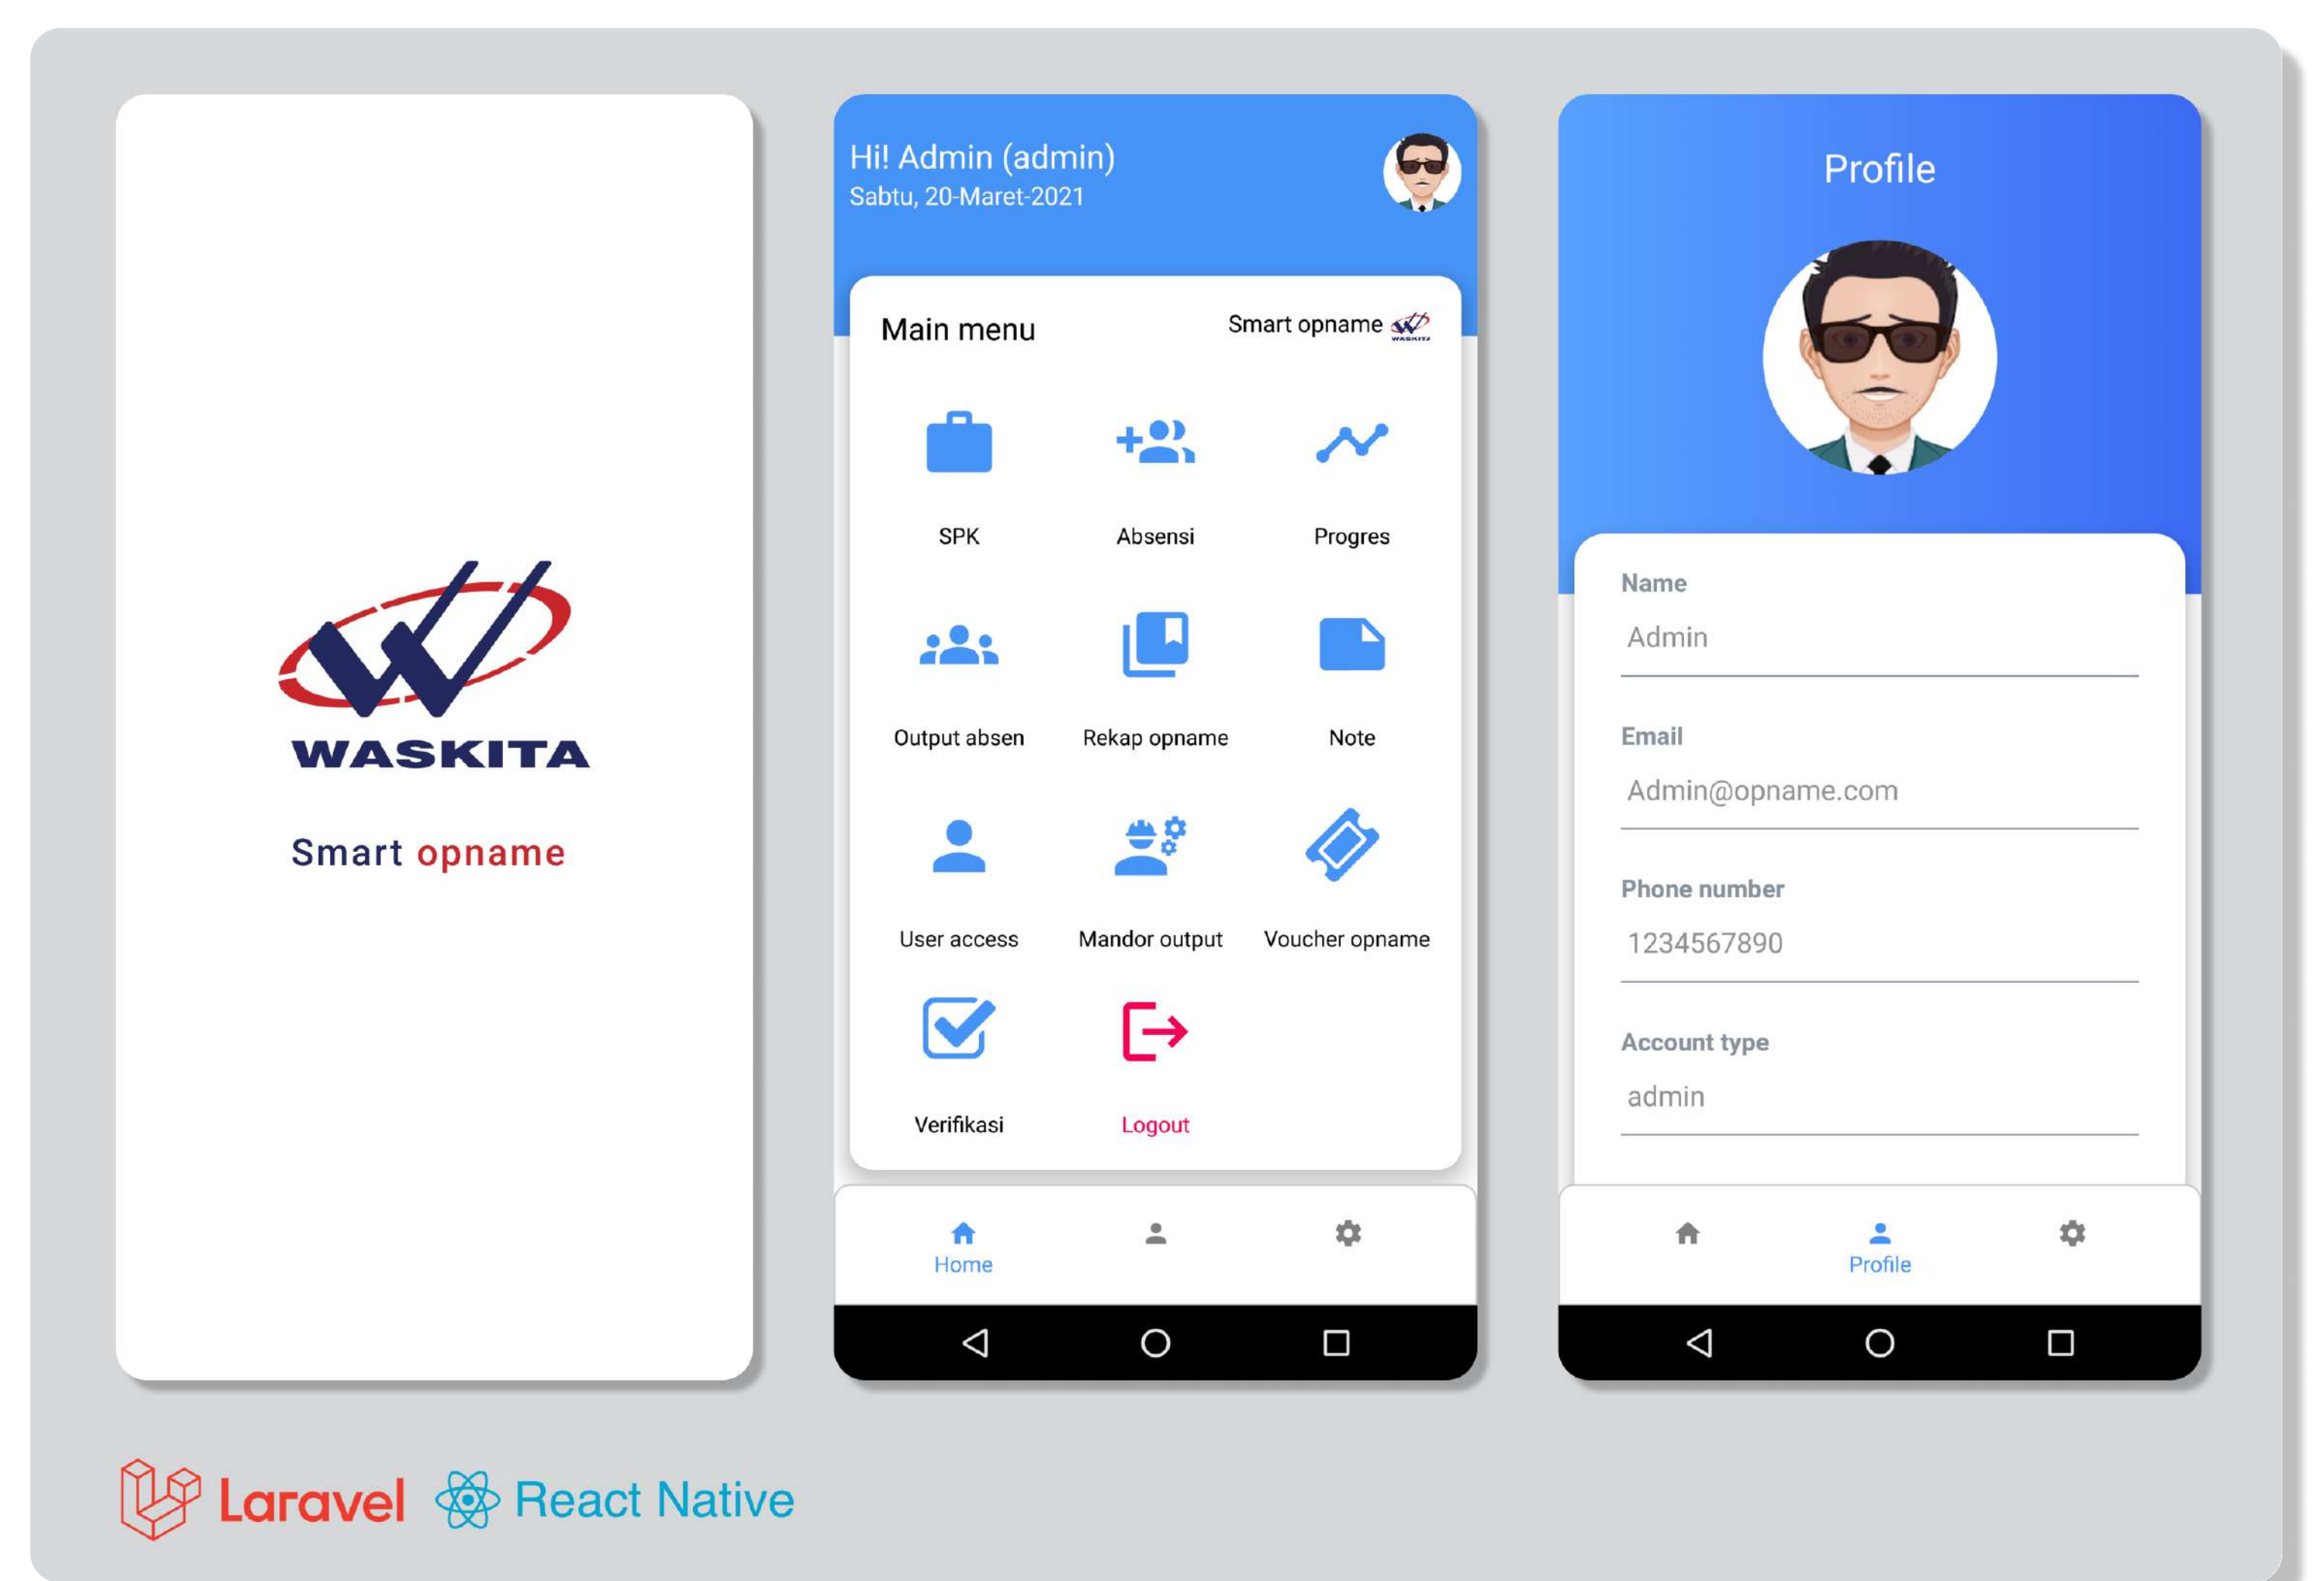 WASKITA
Smart opname
Hi! Admin (admin)
Sabtu, 20-Maret-2021
Main menu
Smart opname
WASKITA
SPK
Absensi
Progres
Output absen
Rekap opname
Note
User access
Mandor output
Voucher opname
Verifikasi
Logout
Home
Profile
Name
Admin
Email
Admin@opname.com
Phone number
1234567890
Account type
admin
Profile
Laravel
React Native